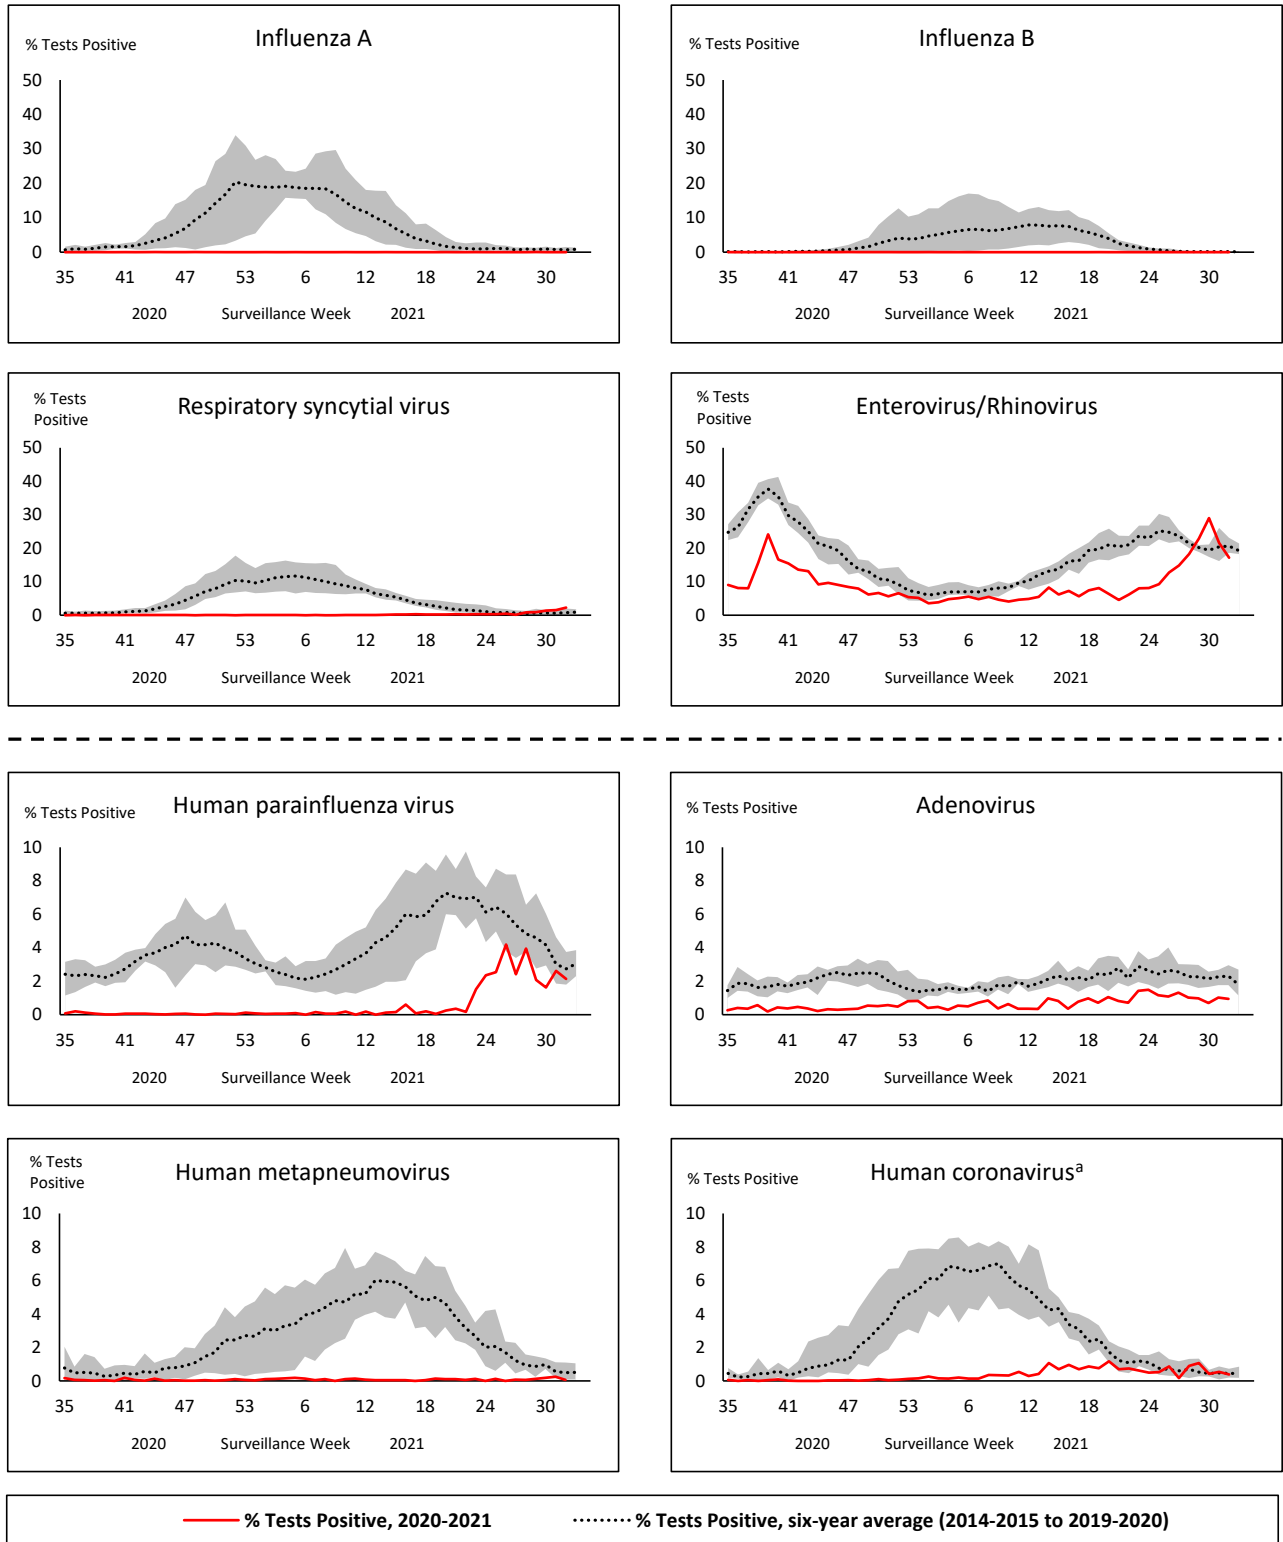 Influenza A
% Tests Positive
50
40
30
20
10
0
35 41 47 53 6 12 18 24 30
2020 Surveillance Week 2021
Influenza B
% Tests Positive
50
40
30
20
10
0
35 41 47 53 6 12 18 24 30
2020 Surveillance Week 2021
Respiratory syncytial virus
% Tests
Positive
50
40
30
20
10
0
35 41 47 53 6 12 18 24 30
2020 Surveillance Week 2021
Enterovirus/Rhinovirus
% Tests
Positive
50
40
30
20
10
0
35 41 47 53 6 12 18 24 30
2020 Surveillance Week 2021
Human parainfluenza virus
% Tests Positive
10
8
6
4
2
0
35 41 47 53 6 12 18 24 30
2020 Surveillance Week 2021
Adenovirus
% Tests Positive
10
8
6
4
2
0
35 41 47 53 6 12 18 24 30
2020 Surveillance Week 2021
Human metapneumovirus
% Tests
Positive
10
8
6
4
2
0
35 41 47 53 6 12 18 24 30
2020 Surveillance Week 2021
Human coronavirusᵃ
% Tests Positive
10
8
6
4
2
0
35 41 47 53 6 12 18 24 30
2020 Surveillance Week 2021
% Tests Positive, 2020-2021 % Tests Positive, six-year average (2014-2015 to 2019-2020)